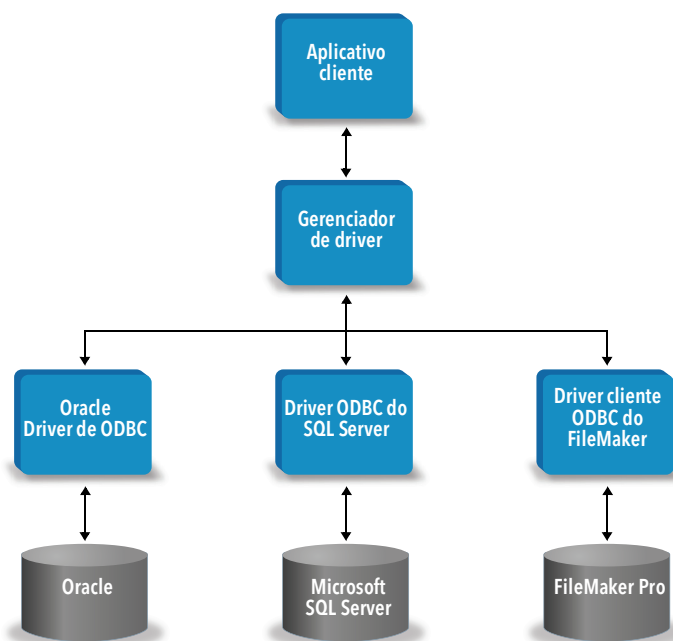 Aplicativo
cliente
Gerenciador
de driver
Oracle
Driver de ODBC
Driver ODBC do
SQL Server
Driver cliente
ODBC do
FileMaker
Oracle
Microsoft
SQL Server
FileMaker Pro